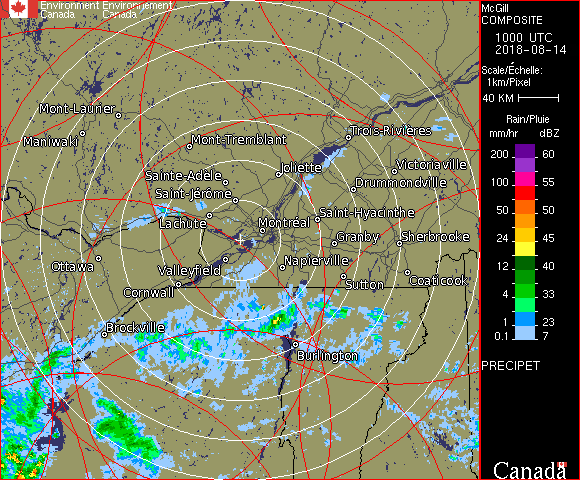 Environment Environnement
Canada Canada
McGill
COMPOSITE
1000 UTC
2018-08-14
Scale/Échelle:
1km/Pixel
40 KM
Rain/Pluie
mm/hr dBZ
200 60
100 55
50 50
24 45
12 40
4 33
1 23
0.1 7
PRECIPET
Canada
Mont-Laurier
Maniwaki
Mont-Tremblant
Trois-Rivières
Joliette
Victoriaville
Sainte-Adèle
Drummondville
Saint-Jérôme
Lachute
Saint-Hyacinthe
Montréal
Granby
Sherbrooke
Ottawa
Valleyfield
Napierville
Cornwall
Sutton
Coaticook
Brockville
Burlington